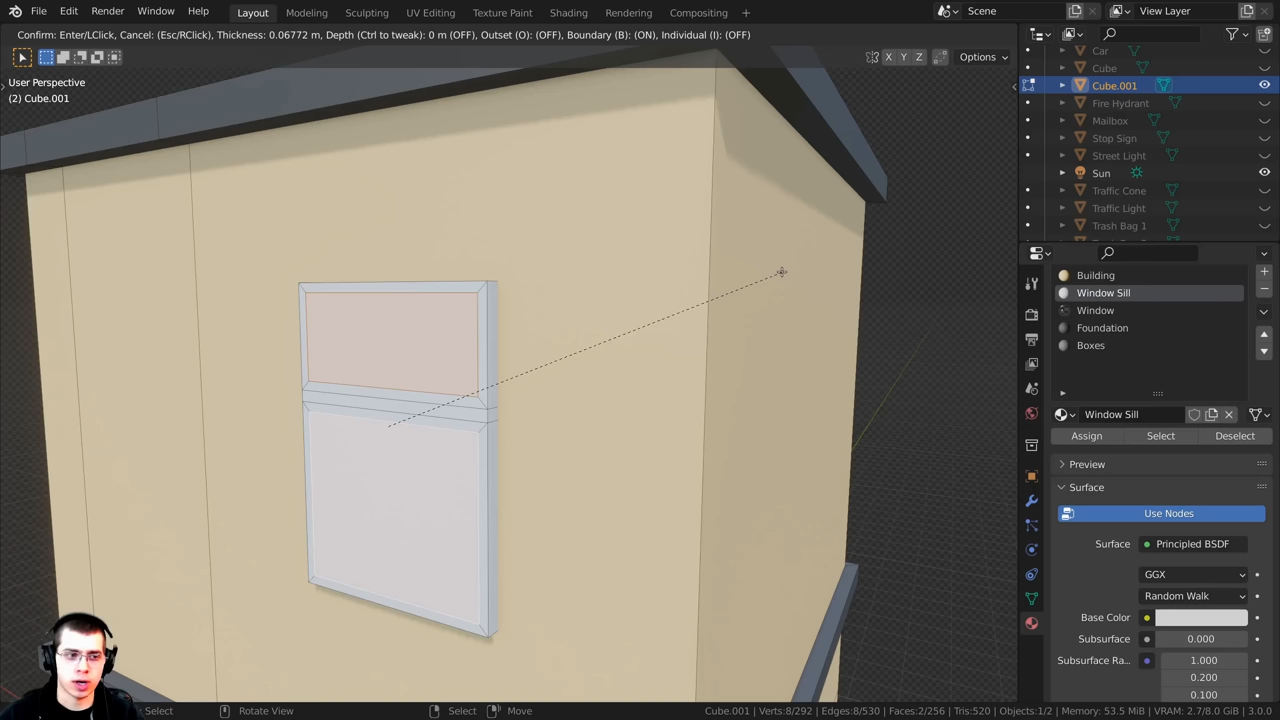 File Edit Render Window Help Layout Modeling Sculpting UV Editing Texture Paint Shading Rendering Compositing + Scene View Layer
Confirm: Enter/LClick, Cancel: (Esc/RClick), Thickness: 0.06772 m, Depth (Ctrl to tweak): 0 m (OFF), Outset (O): (OFF), Boundary (B): (ON), Individual (I): (OFF)
X Y Z Options
User Perspective
(2) Cube.001
Car
Cube
Cube.001
Fire Hydrant
Mailbox
Stop Sign
Street Light
Sun
Traffic Cone
Traffic Light
Trash Bag 1
Building
Window Sill
Window
Foundation
Boxes
Window Sill
Assign Select Deselect
Preview
Surface
Use Nodes
Surface Principled BSDF
GGX
Random Walk
Base Color
Subsurface 0.000
Subsurface Ra... 1.000
0.200
0.100
Select Rotate View Select Move Cube.001 | Verts:8/292 | Edges:8/530 | Faces:2/256 | Tris:520 | Objects:1/2 | Memory: 53.5 MiB | VRAM: 2.7/8.0 GiB | 3.0.0